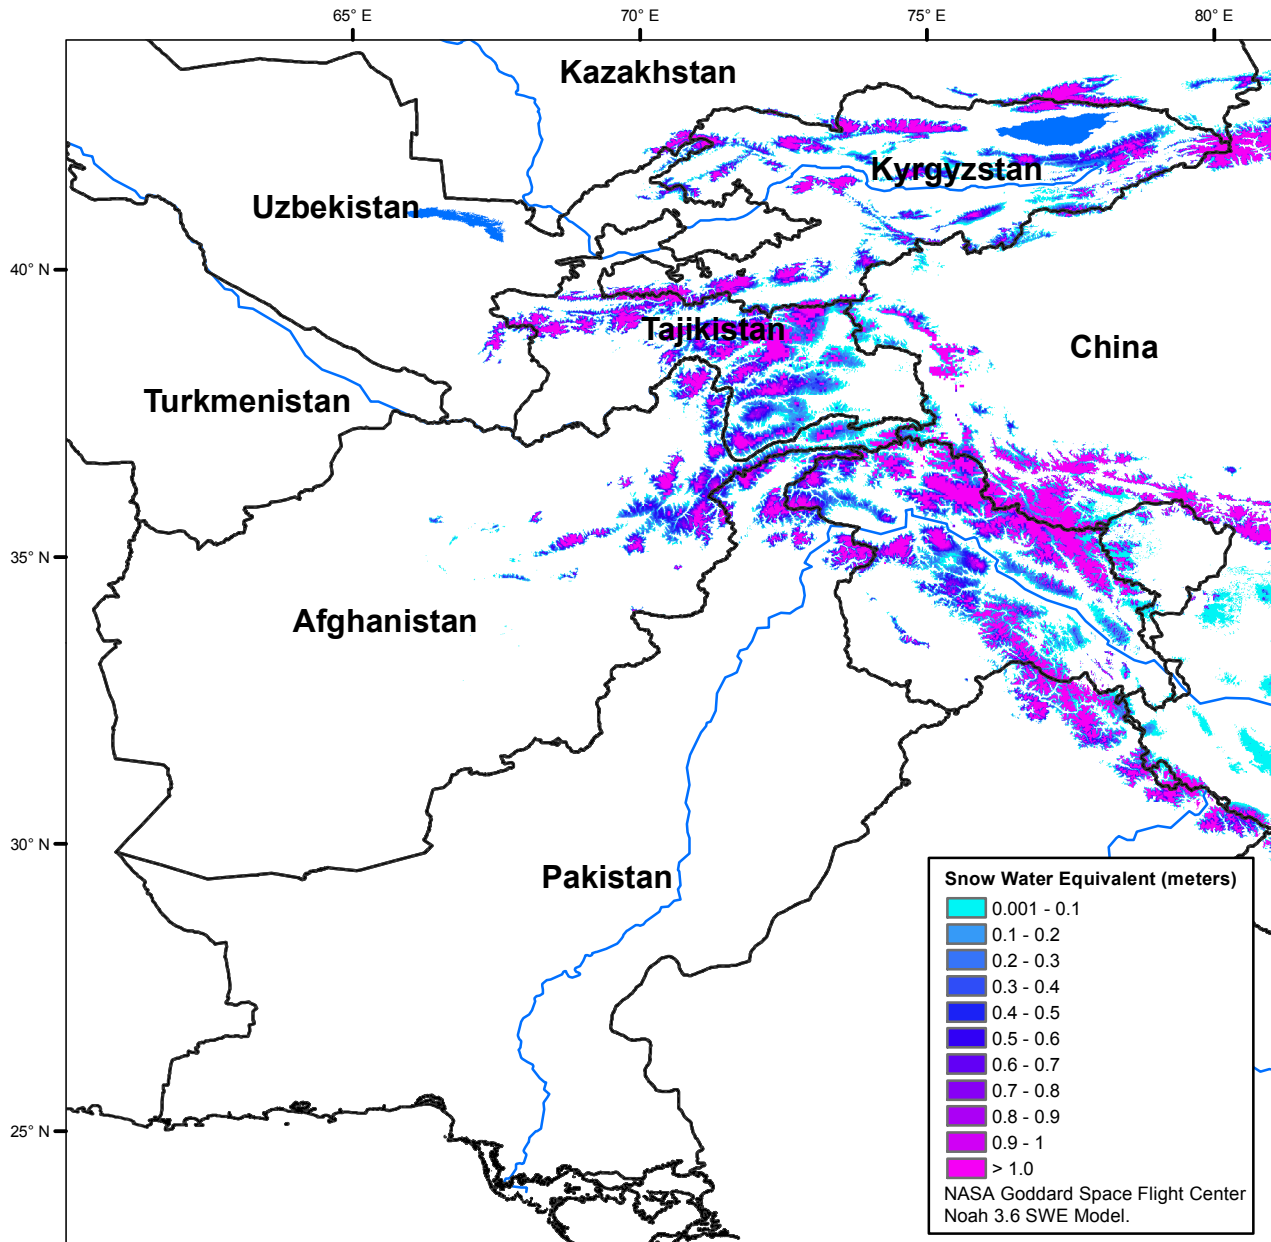 65° E
70° E
75° E
80° E
Kazakhstan
Kyrgyzstan
Uzbekistan
40° N
Tajikistan
China
Turkmenistan
35° N
Afghanistan
30° N
Pakistan
25° N
Snow Water Equivalent (meters)
0.001 - 0.1
0.1 - 0.2
0.2 - 0.3
0.3 - 0.4
0.4 - 0.5
0.5 - 0.6
0.6 - 0.7
0.7 - 0.8
0.8 - 0.9
0.9 - 1
> 1.0
NASA Goddard Space Flight Center
Noah 3.6 SWE Model.